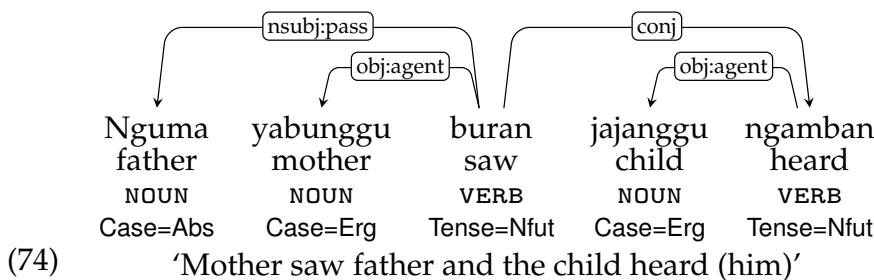 nsubj:pass conj
obj:agent obj:agent
Nguma yabunggu buran jajanggu ngamban
father mother saw child heard
NOUN NOUN VERB NOUN VERB
Case=Abs Case=Erg Tense=Nfut Case=Erg Tense=Nfut
(74) ‘Mother saw father and the child heard (him)’